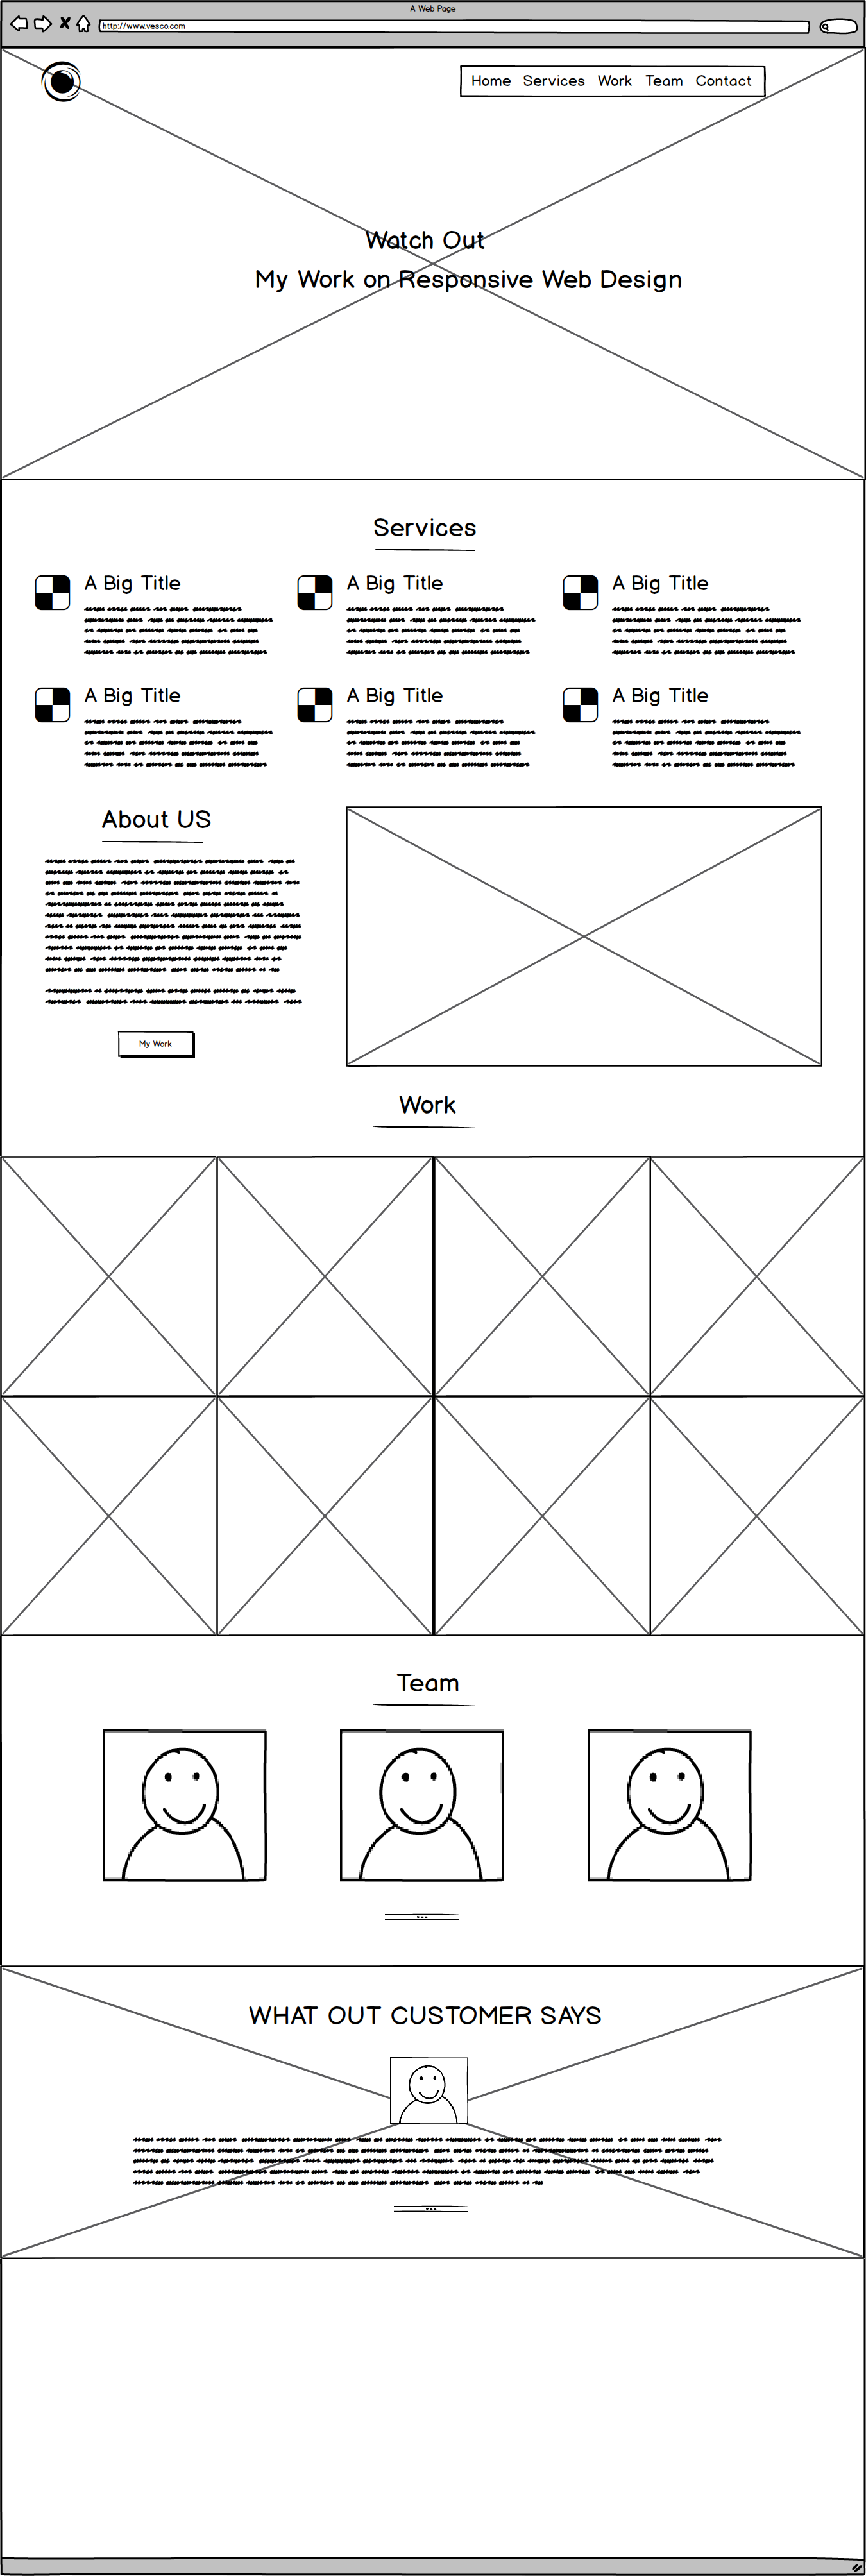 A Web Page
http://www.vesco.com
Home Services Work Team Contact
Watch Out
My Work on Responsive Web Design
Services
A Big Title
A Big Title
A Big Title
A Big Title
A Big Title
A Big Title
About US
My Work
Work
Team
WHAT OUT CUSTOMER SAYS